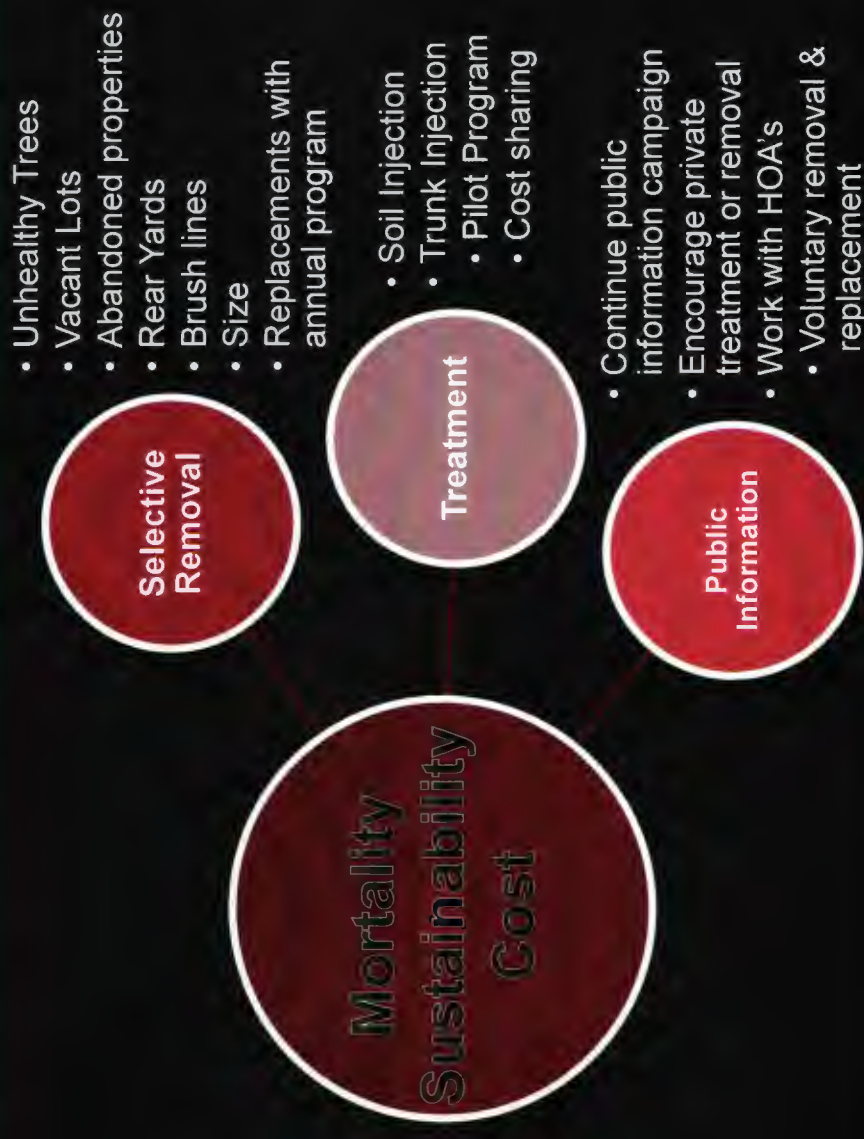 Mortality
Sustainability
Cost
Selective
Removal
• Unhealthy Trees
• Vacant Lots
• Abandoned properties
• Rear Yards
• Brush lines
• Size
• Replacements with
annual program
Treatment
• Soil Injection
• Trunk Injection
• Pilot Program
• Cost sharing
Public
Information
• Continue public
information campaign
• Encourage private
treatment or removal
• Work with HOA's
• Voluntary removal &
replacement